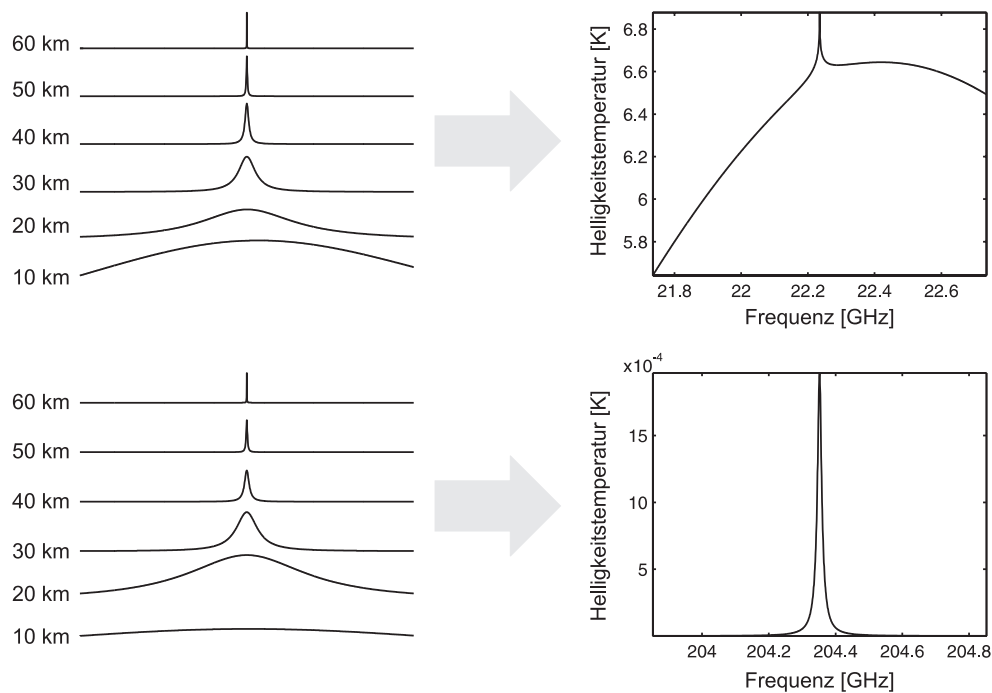 60 km
50 km
40 km
30 km
20 km
10 km
Helligkeitstemperatur [K]
6.8
6.6
6.4
6.2
6
5.8
21.8 22 22.2 22.4 22.6
Frequenz [GHz]
60 km
50 km
40 km
30 km
20 km
10 km
x10-4
Helligkeitstemperatur [K]
15
10
5
204 204.2 204.4 204.6 204.8
Frequenz [GHz]